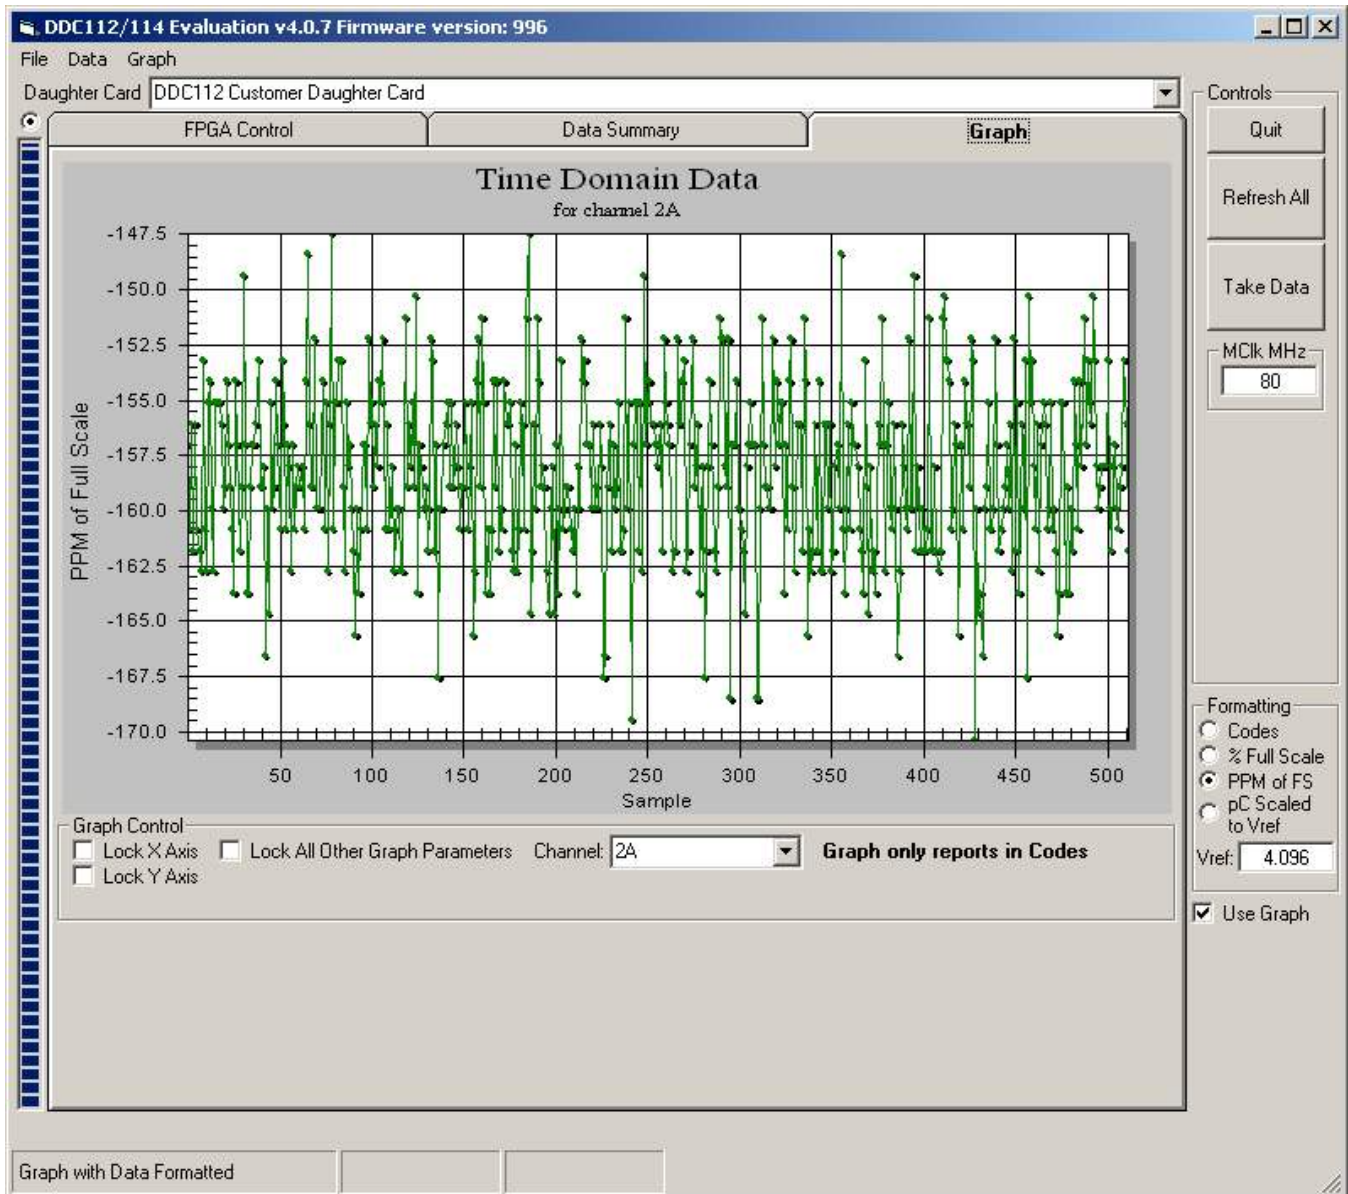 DDC112/114 Evaluation v4.0.7 Firmware version: 996
File Data Graph
Daughter Card DDC112 Customer Daughter Card
FPGA Control Data Summary Graph
Time Domain Data
for channel 2A
PPM of Full Scale
-147.5
-150.0
-152.5
-155.0
-157.5
-160.0
-162.5
-165.0
-167.5
-170.0
50 100 150 200 250 300 350 400 450 500
Sample
Graph Control
Lock X Axis Lock All Other Graph Parameters Channel: 2A Graph only reports in Codes
Lock Y Axis
Controls
Quit
Refresh All
Take Data
MClk MHz
80
Formatting
Codes
% Full Scale
PPM of FS
pC Scaled
to Vref
Vref: 4.096
Use Graph
Graph with Data Formatted